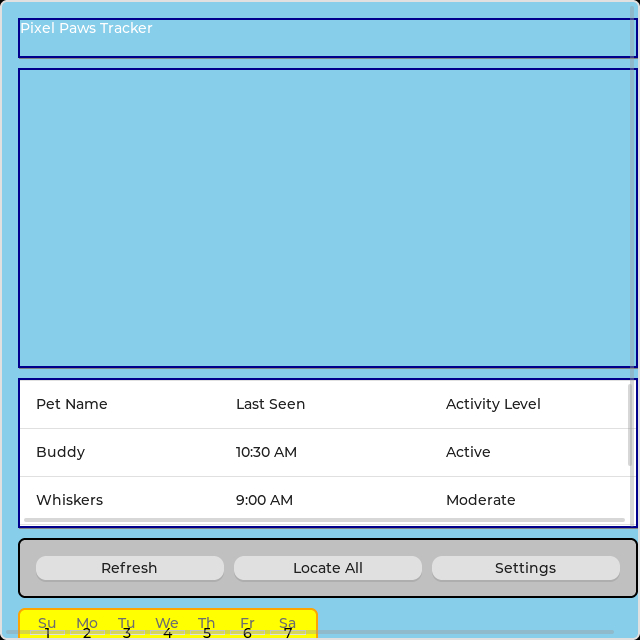 Pixel Paws Tracker
Pet Name Last Seen Activity Level
Buddy 10:30 AM Active
Whiskers 9:00 AM Moderate
Refresh Locate All Settings
Su Mo Tu We Th Fr Sa
1 2 3 4 5 6 7